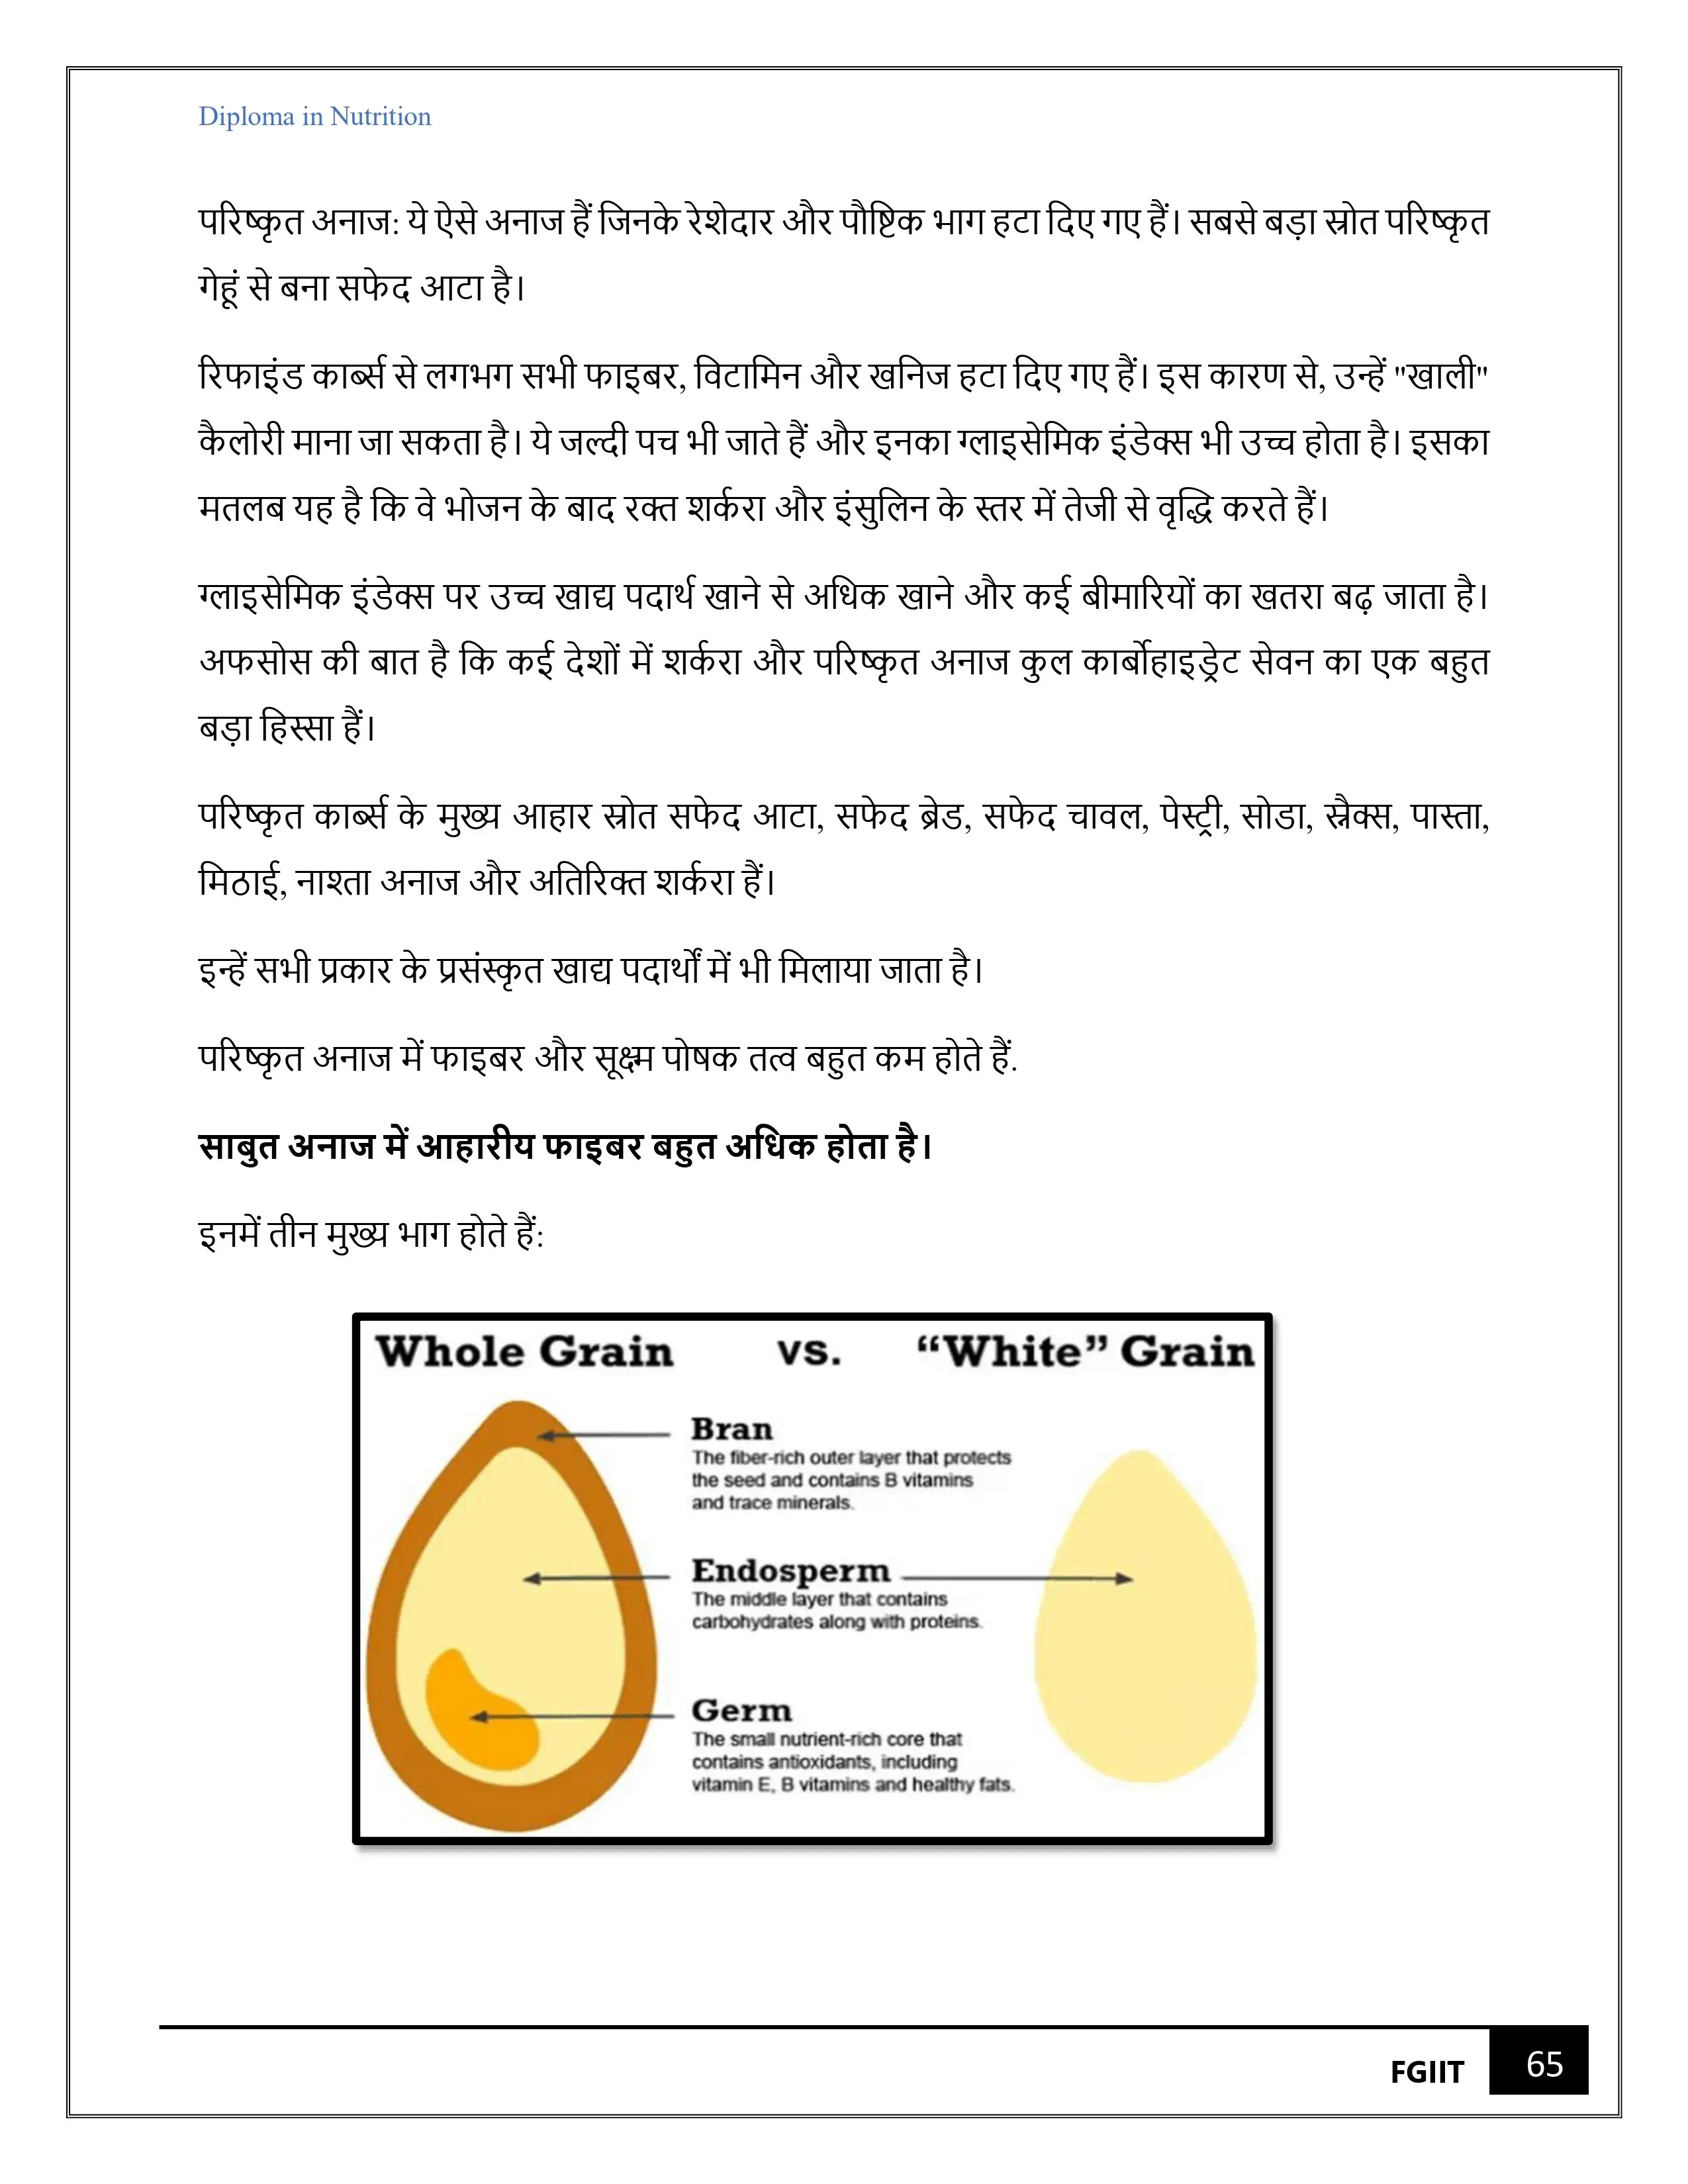 Diploma in Nutrition
परिष्कृत अनाज: ये ऐसे अनाज हैं जिनके रेशेदार और पौष्टिक भाग हटा दिए गए हैं। सबसे बड़ा स्रोत परिष्कृत
गेहूं से बना सफेद आटा है।
रिफाइंड कार्ब्स से लगभग सभी फाइबर, विटामिन और खनिज हटा दिए गए हैं। इस कारण से, उन्हें "खाली"
कैलोरी माना जा सकता है। ये जल्दी पच भी जाते हैं और इनका ग्लाइसेमिक इंडेक्स भी उच्च होता है। इसका
मतलब यह है कि वे भोजन के बाद रक्त शर्करा और इंसुलिन के स्तर में तेजी से वृद्धि करते हैं।
ग्लाइसेमिक इंडेक्स पर उच्च खाद्य पदार्थ खाने से अधिक खाने और कई बीमारियों का खतरा बढ़ जाता है।
अफसोस की बात है कि कई देशों में शर्करा और परिष्कृत अनाज कुल कार्बोहाइड्रेट सेवन का एक बहुत
बड़ा हिस्सा हैं।
परिष्कृत कार्ब्स के मुख्य आहार स्रोत सफेद आटा, सफेद ब्रेड, सफेद चावल, पेस्ट्री, सोडा, स्नैक्स, पास्ता,
मिठाई, नाश्ता अनाज और अतिरिक्त शर्करा हैं।
इन्हें सभी प्रकार के प्रसंस्कृत खाद्य पदार्थों में भी मिलाया जाता है।
परिष्कृत अनाज में फाइबर और सूक्ष्म पोषक तत्व बहुत कम होते हैं.
साबुत अनाज में आहारीय फाइबर बहुत अधिक होता है।
इनमें तीन मुख्य भाग होते हैं:
Whole Grain vs. “White” Grain
Bran
The fiber-rich outer layer that protects
the seed and contains B vitamins
and trace minerals.
Endosperm
The middle layer that contains
carbohydrates along with proteins.
Germ
The small nutrient-rich core that
contains antioxidants, including
vitamin E, B vitamins and healthy fats.
FGIIT 65